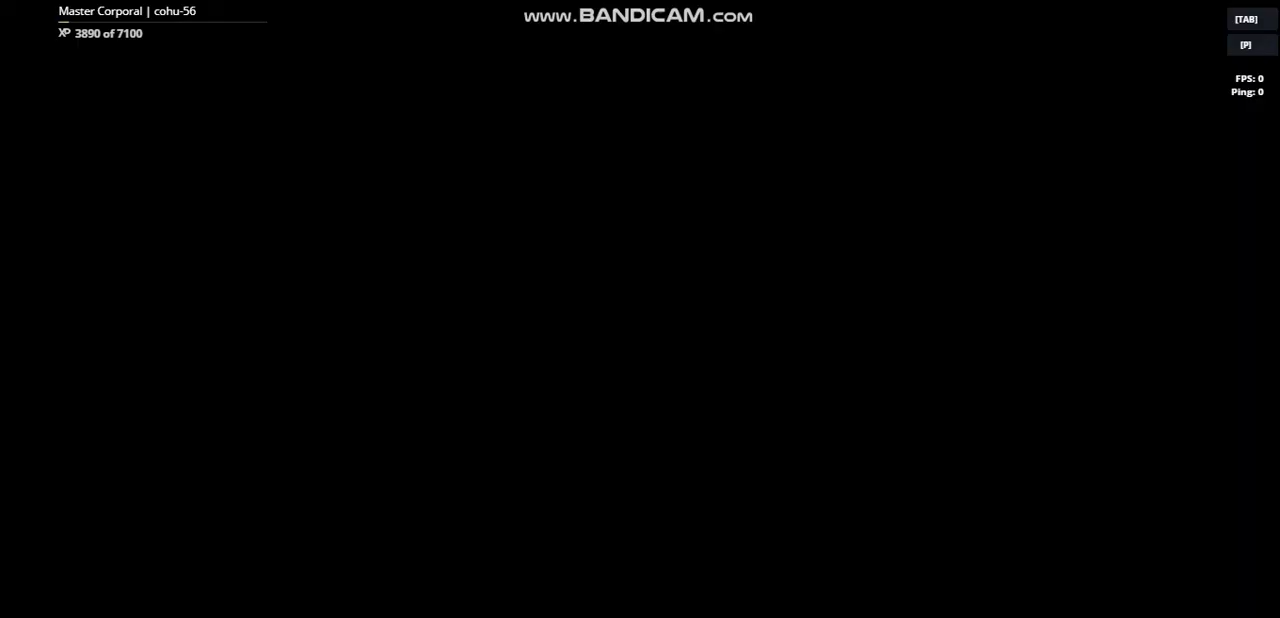 Master Corporal | cohu-56
XP 3890 of 7100
www.BANDICAM.com
[TAB]
[P]
FPS: 0
Ping: 0